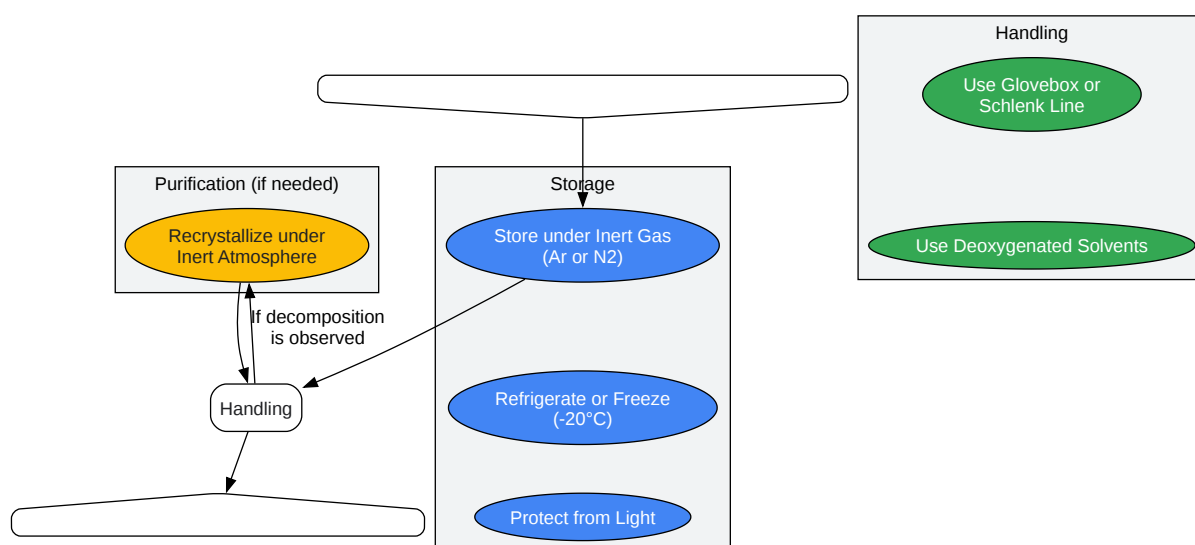 Handling
Use Glovebox or
Schlenk Line
Use Deoxygenated Solvents
Purification (if needed)
Recrystallize under
Inert Atmosphere
Storage
Store under Inert Gas
(Ar or N2)
If decomposition
is observed
Handling
Refrigerate or Freeze
(-20°C)
Protect from Light